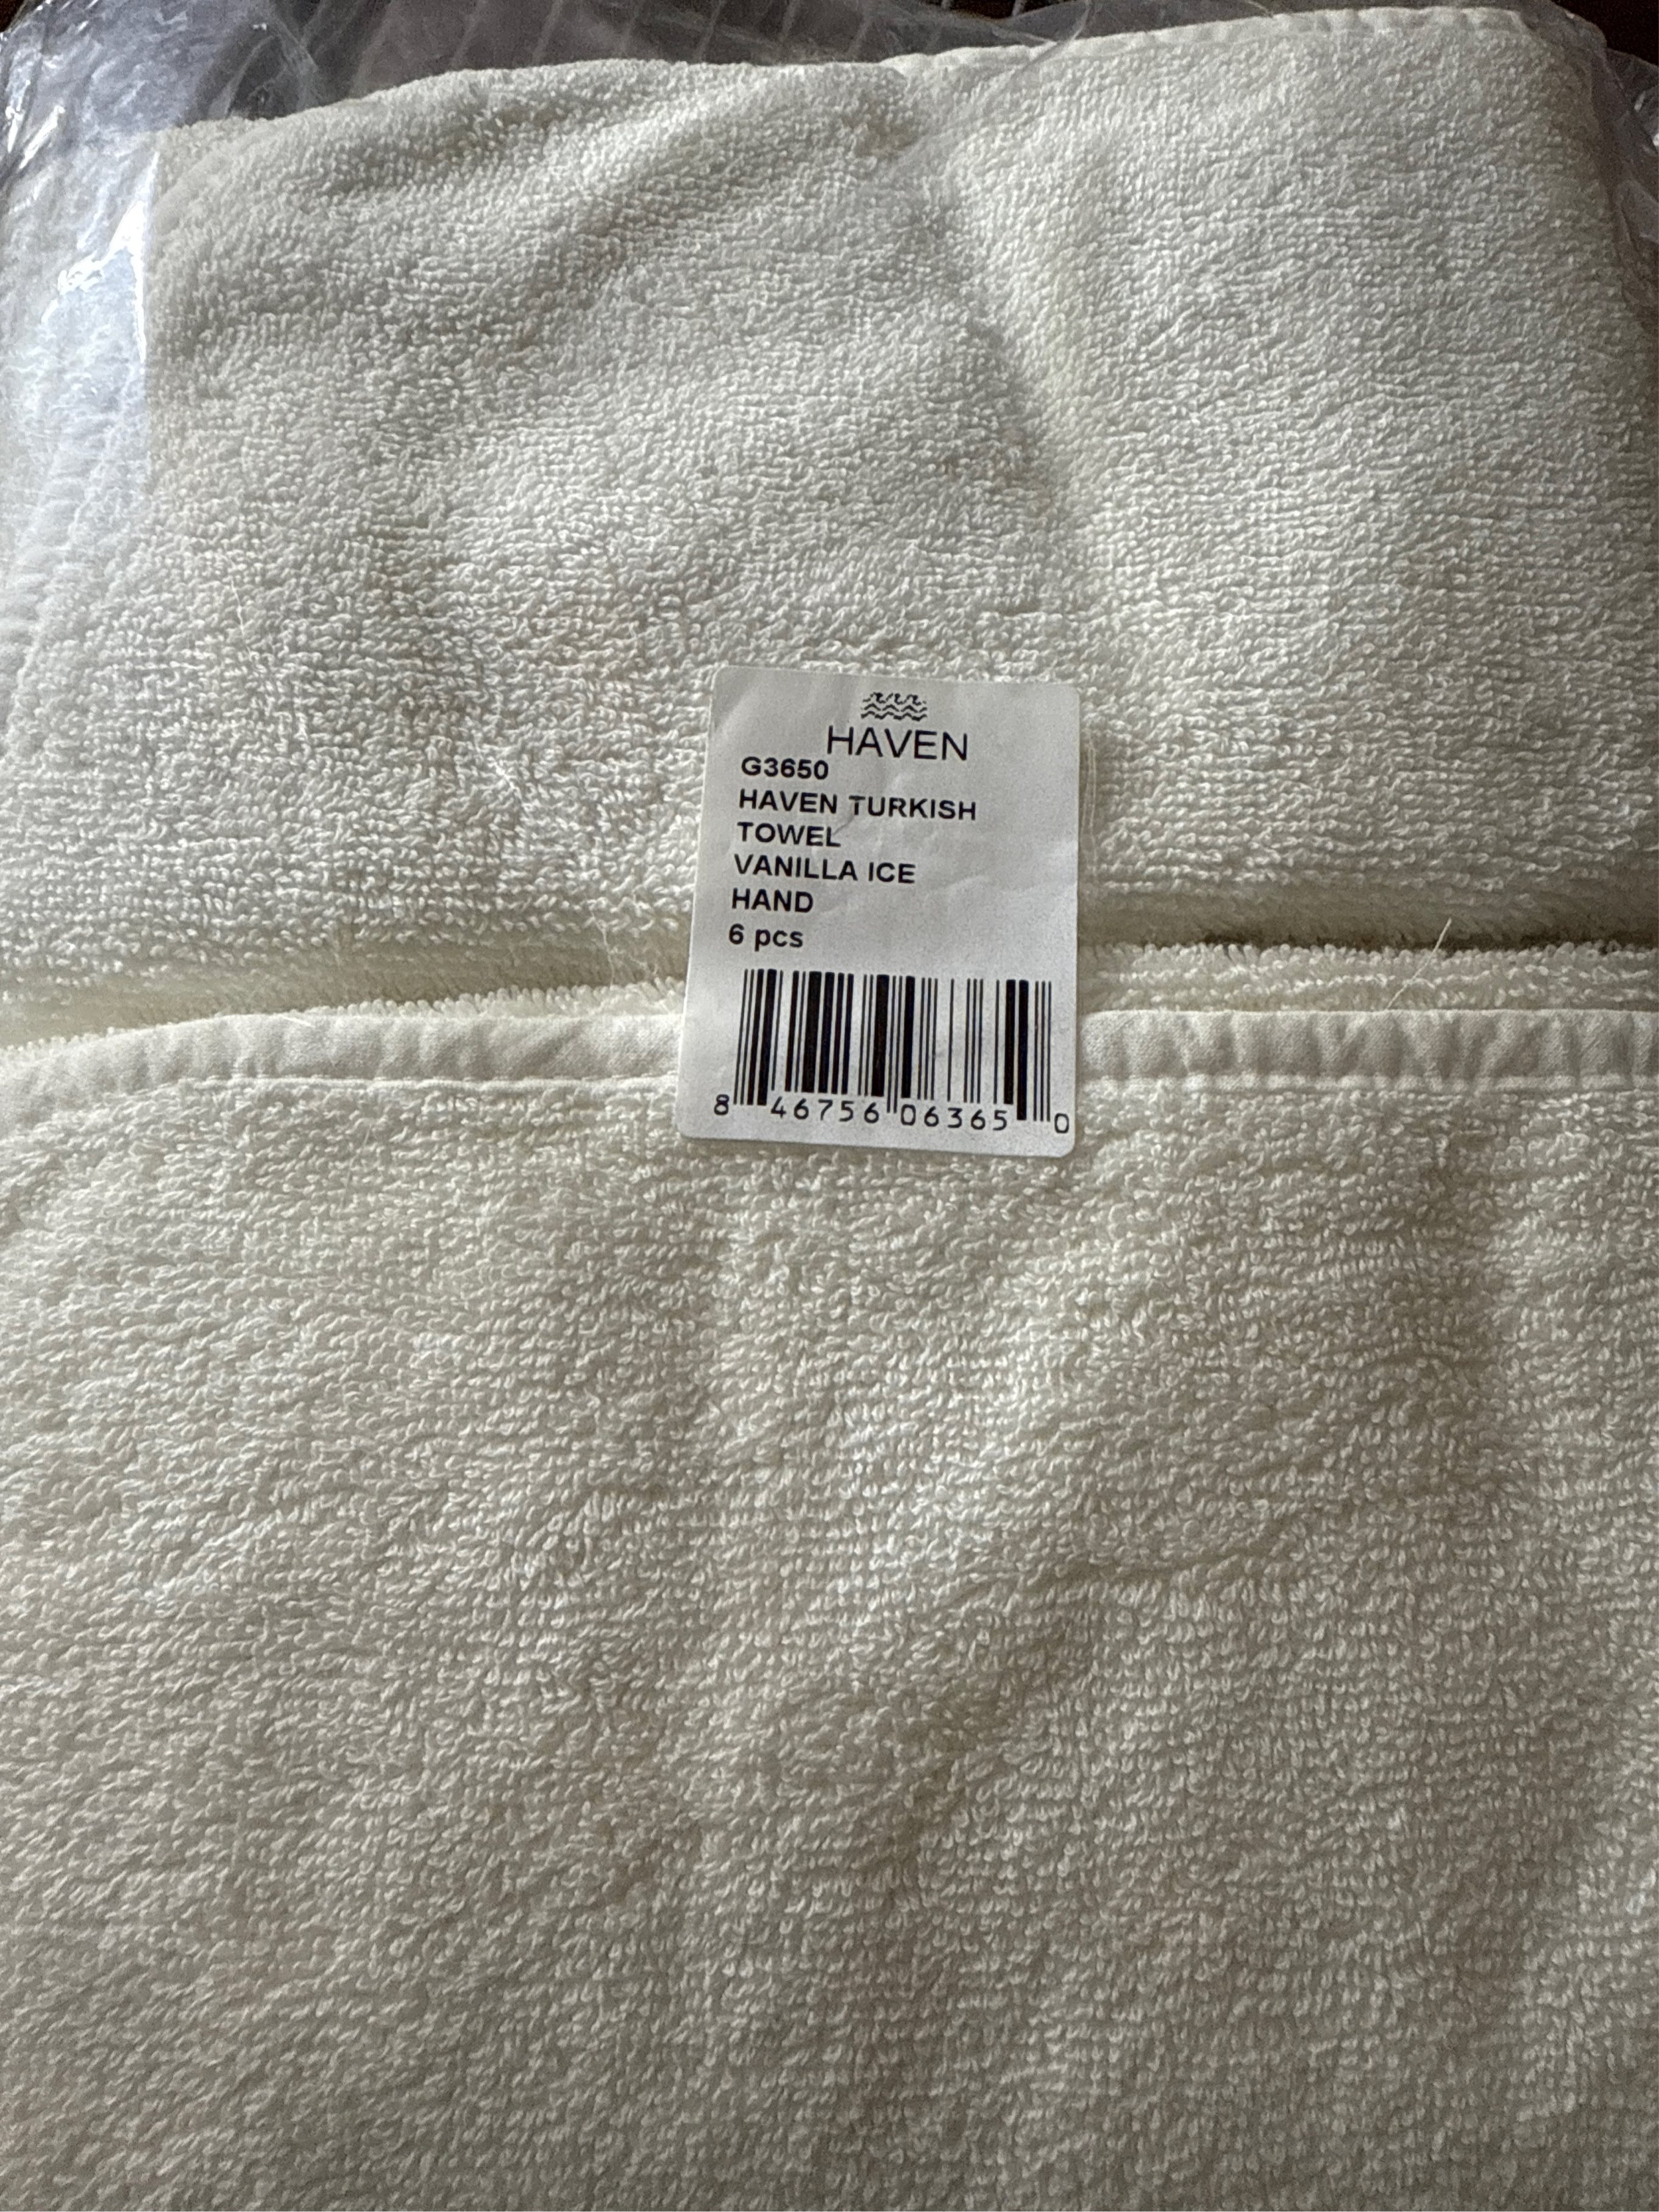 HAVEN
G3650
HAVEN TURKISH
TOWEL
VANILLA ICE
HAND
6 pcs
8 46756 06365 0